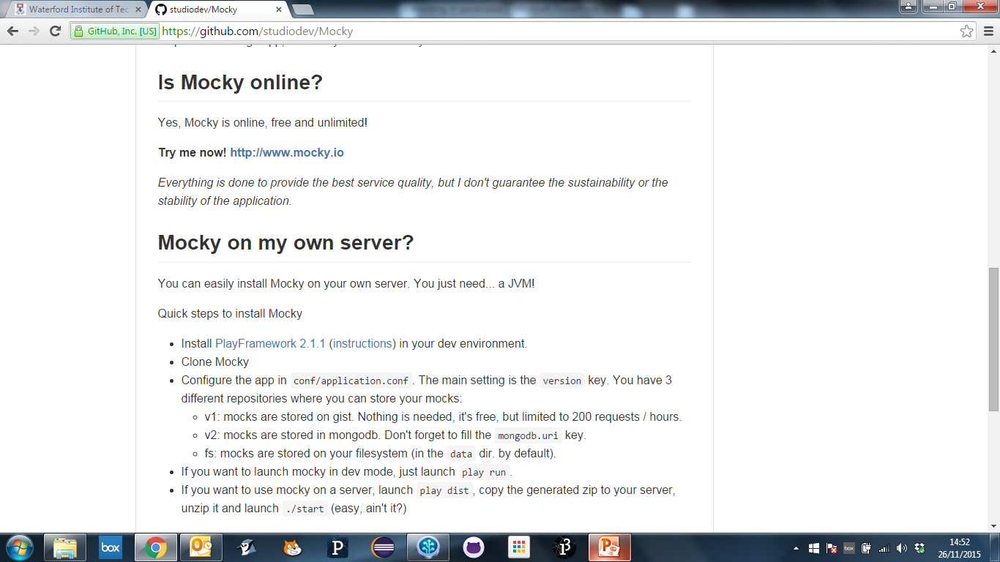 Waterford Institute of Tec
studiodev/Mocky
GitHub, Inc. [US] https://github.com/studiodev/Mocky
Is Mocky online?
Yes, Mocky is online, free and unlimited!
Try me now! http://www.mocky.io
Everything is done to provide the best service quality, but I don't guarantee the sustainability or the
stability of the application.
Mocky on my own server?
You can easily install Mocky on your own server. You just need... a JVM!
Quick steps to install Mocky
• Install PlayFramework 2.1.1 (instructions) in your dev environment.
• Clone Mocky
• Configure the app in conf/application.conf. The main setting is the version key. You have 3
different repositories where you can store your mocks:
◦ v1: mocks are stored on gist. Nothing is needed, it's free, but limited to 200 requests / hours.
◦ v2: mocks are stored in mongodb. Don't forget to fill the mongodb.uri key.
◦ fs: mocks are stored on your filesystem (in the data dir. by default).
• If you want to launch mocky in dev mode, just launch play run.
• If you want to use mocky on a server, launch play dist, copy the generated zip to your server,
unzip it and launch ./start (easy, ain't it?)
box
14:52
26/11/2015